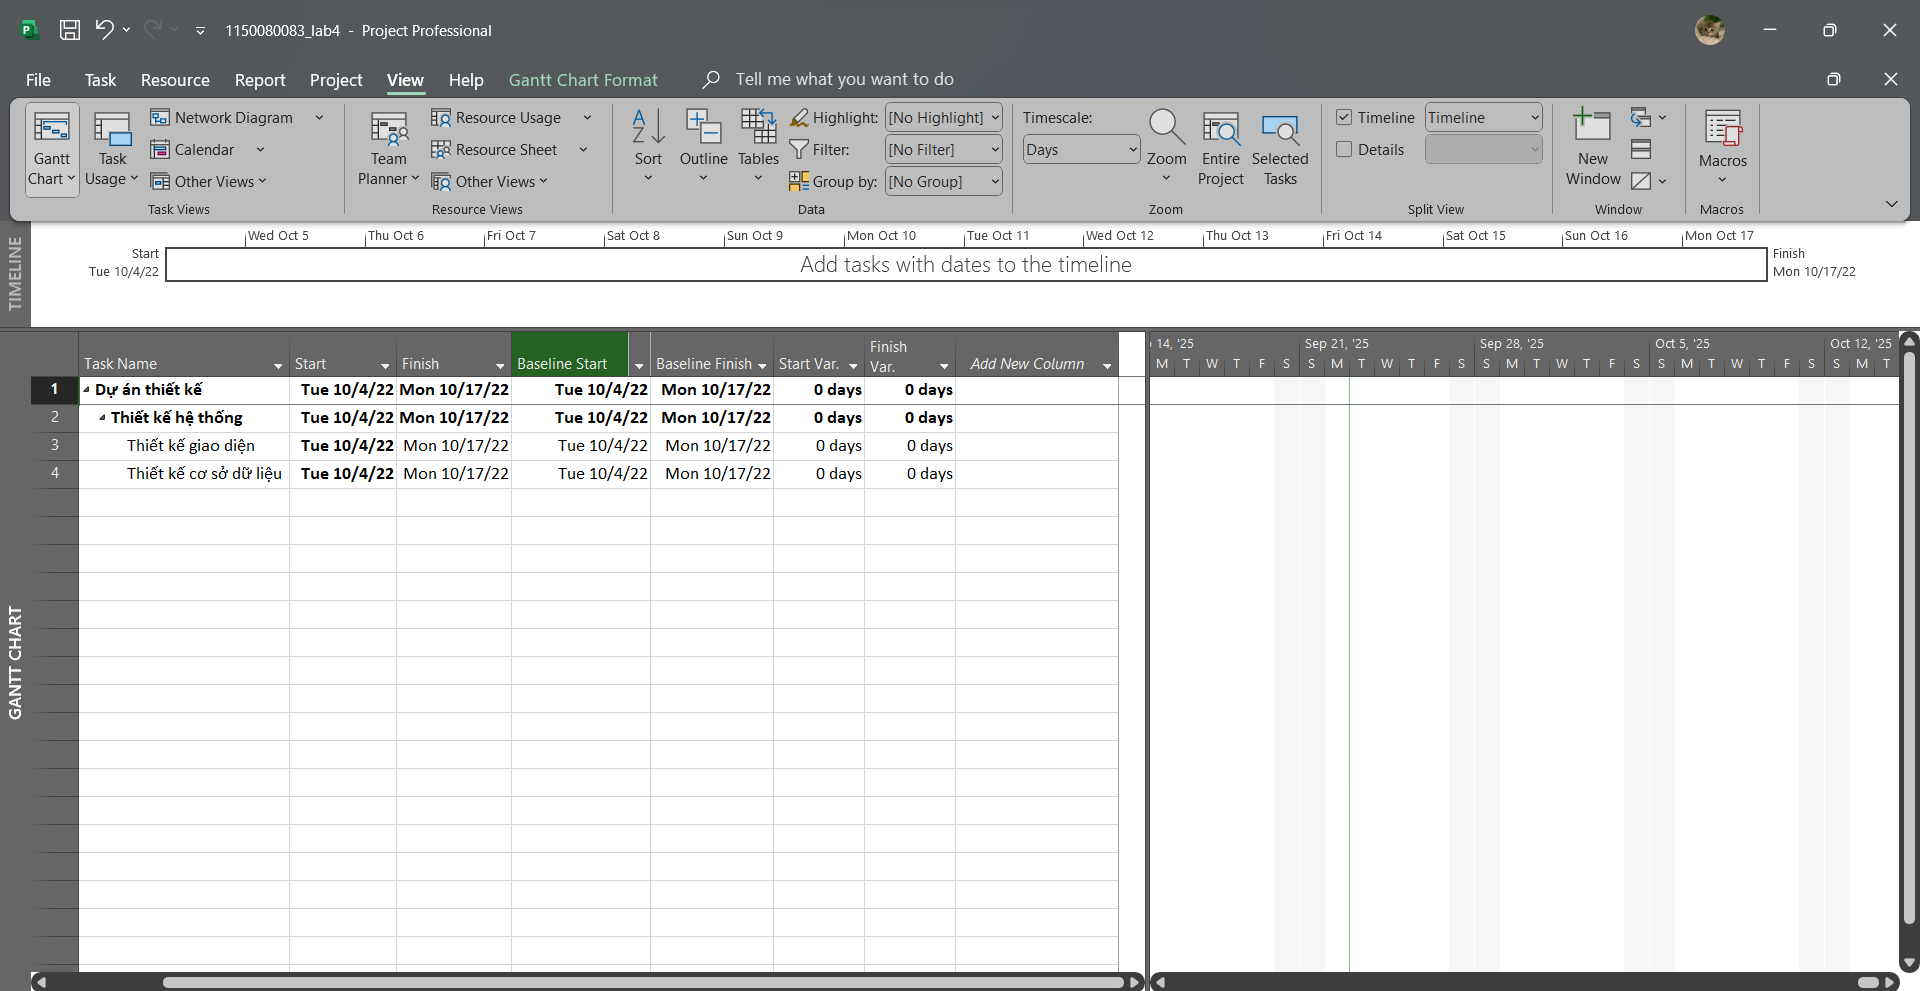 1150080083_lab4 - Project Professional
File Task Resource Report Project View Help Gantt Chart Format Tell me what you want to do
Gantt Chart
Task Usage
Network Diagram
Calendar
Other Views
Task Views
Team Planner
Resource Usage
Resource Sheet
Other Views
Resource Views
Sort
Outline
Tables
Highlight: [No Highlight]
Filter: [No Filter]
Group by: [No Group]
Data
Timescale:
Days
Zoom
Entire Project
Selected Tasks
Zoom
Timeline Timeline
Details
Split View
New Window
Window
Macros
Macros
TIMELINE
Wed Oct 5 Thu Oct 6 Fri Oct 7 Sat Oct 8 Sun Oct 9 Mon Oct 10 Tue Oct 11 Wed Oct 12 Thu Oct 13 Fri Oct 14 Sat Oct 15 Sun Oct 16 Mon Oct 17
Start
Tue 10/4/22
Add tasks with dates to the timeline
Finish
Mon 10/17/22
GANTT CHART
Task Name Start Finish Baseline Start Baseline Finish Start Var. Finish Var. Add New Column
1 Dự án thiết kế Tue 10/4/22 Mon 10/17/22 Tue 10/4/22 Mon 10/17/22 0 days 0 days
2 Thiết kế hệ thống Tue 10/4/22 Mon 10/17/22 Tue 10/4/22 Mon 10/17/22 0 days 0 days
3 Thiết kế giao diện Tue 10/4/22 Mon 10/17/22 Tue 10/4/22 Mon 10/17/22 0 days 0 days
4 Thiết kế cơ sở dữ liệu Tue 10/4/22 Mon 10/17/22 Tue 10/4/22 Mon 10/17/22 0 days 0 days
14, '25 Sep 21, '25 Sep 28, '25 Oct 5, '25 Oct 12, '25
M T W T F S S M T W T F S S M T W T F S S M T W T F S S M T